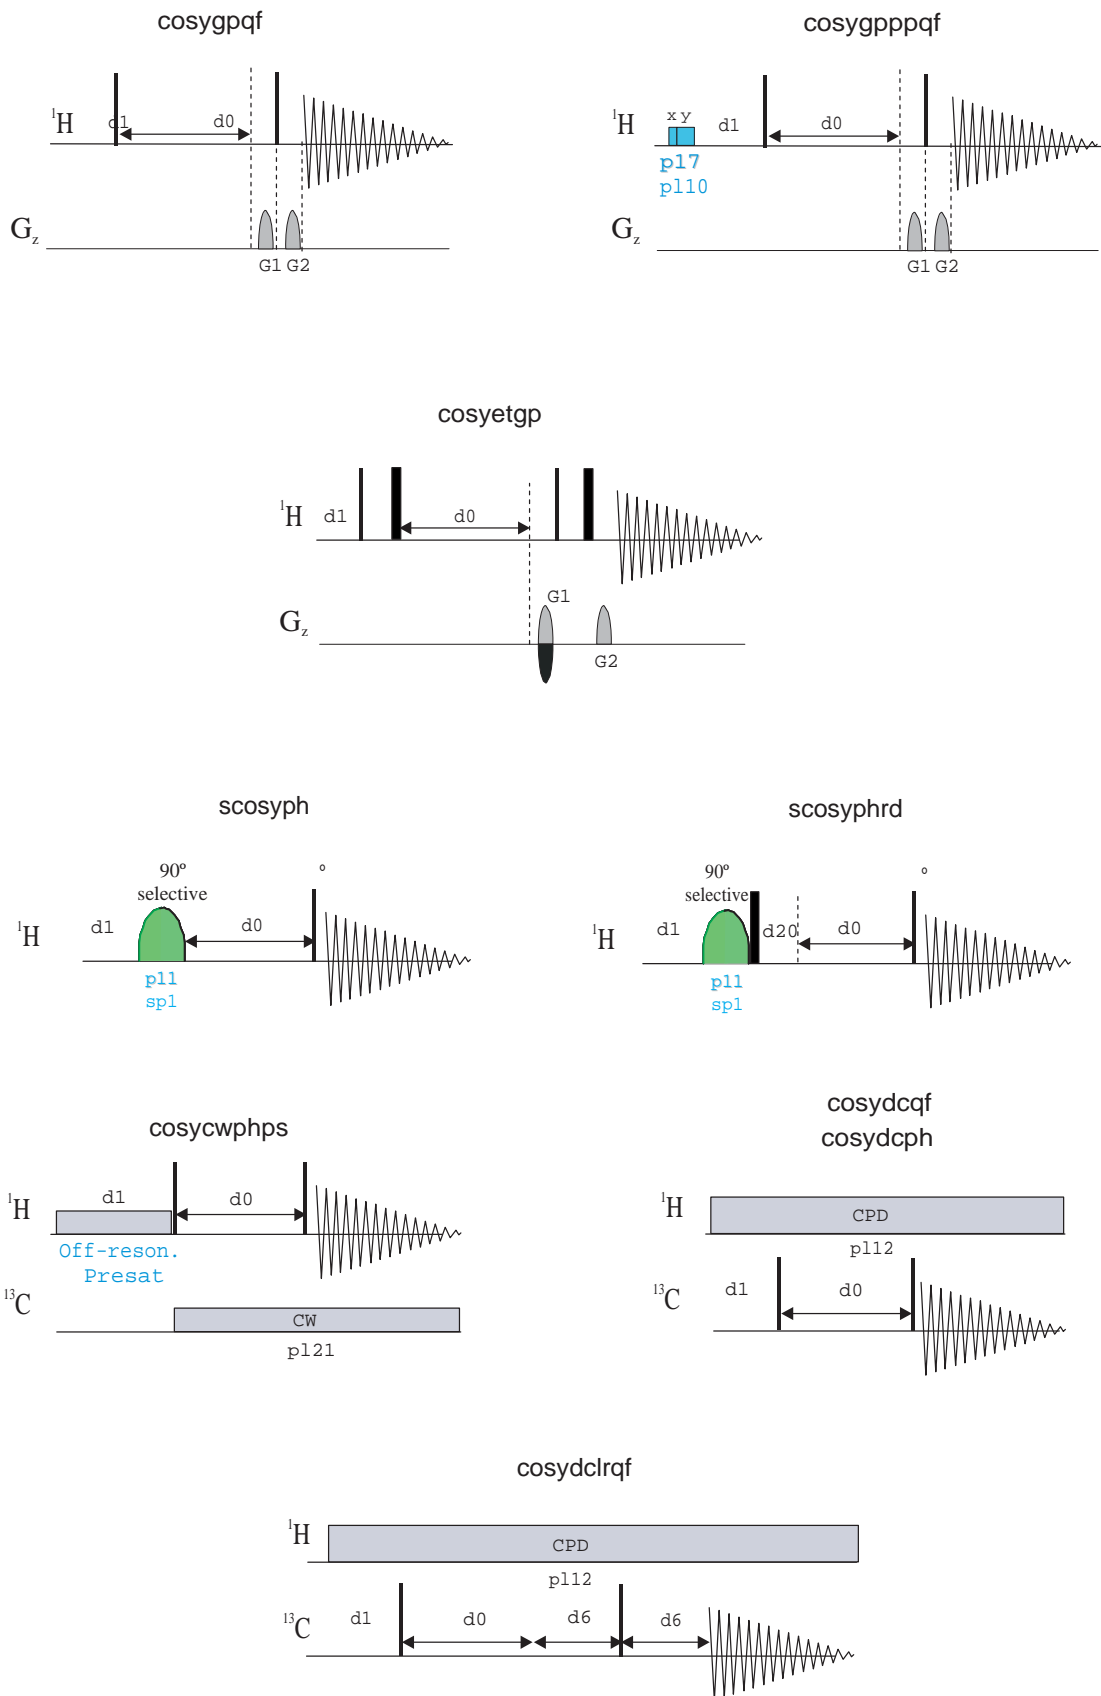 cosygpqf
cosygpppqf
¹H
d1
d0
G1
G2
Gz
¹H
x y
d1
d0
p17
pl10
G1
G2
Gz
cosyetgp
¹H
d1
d0
Gz
G1
G2
scosyph
90º
selective
º
¹H
d1
d0
p11
sp1
scosyphrd
90º
selective
º
¹H
d1
d20
d0
p11
sp1
cosycwphps
¹H
d1
d0
Off-reson.
Presat
¹³C
CW
pl21
cosydcqf
cosydcph
¹H
CPD
pl12
¹³C
d1
d0
cosydclrqf
¹H
CPD
pl12
¹³C
d1
d0
d6
d6